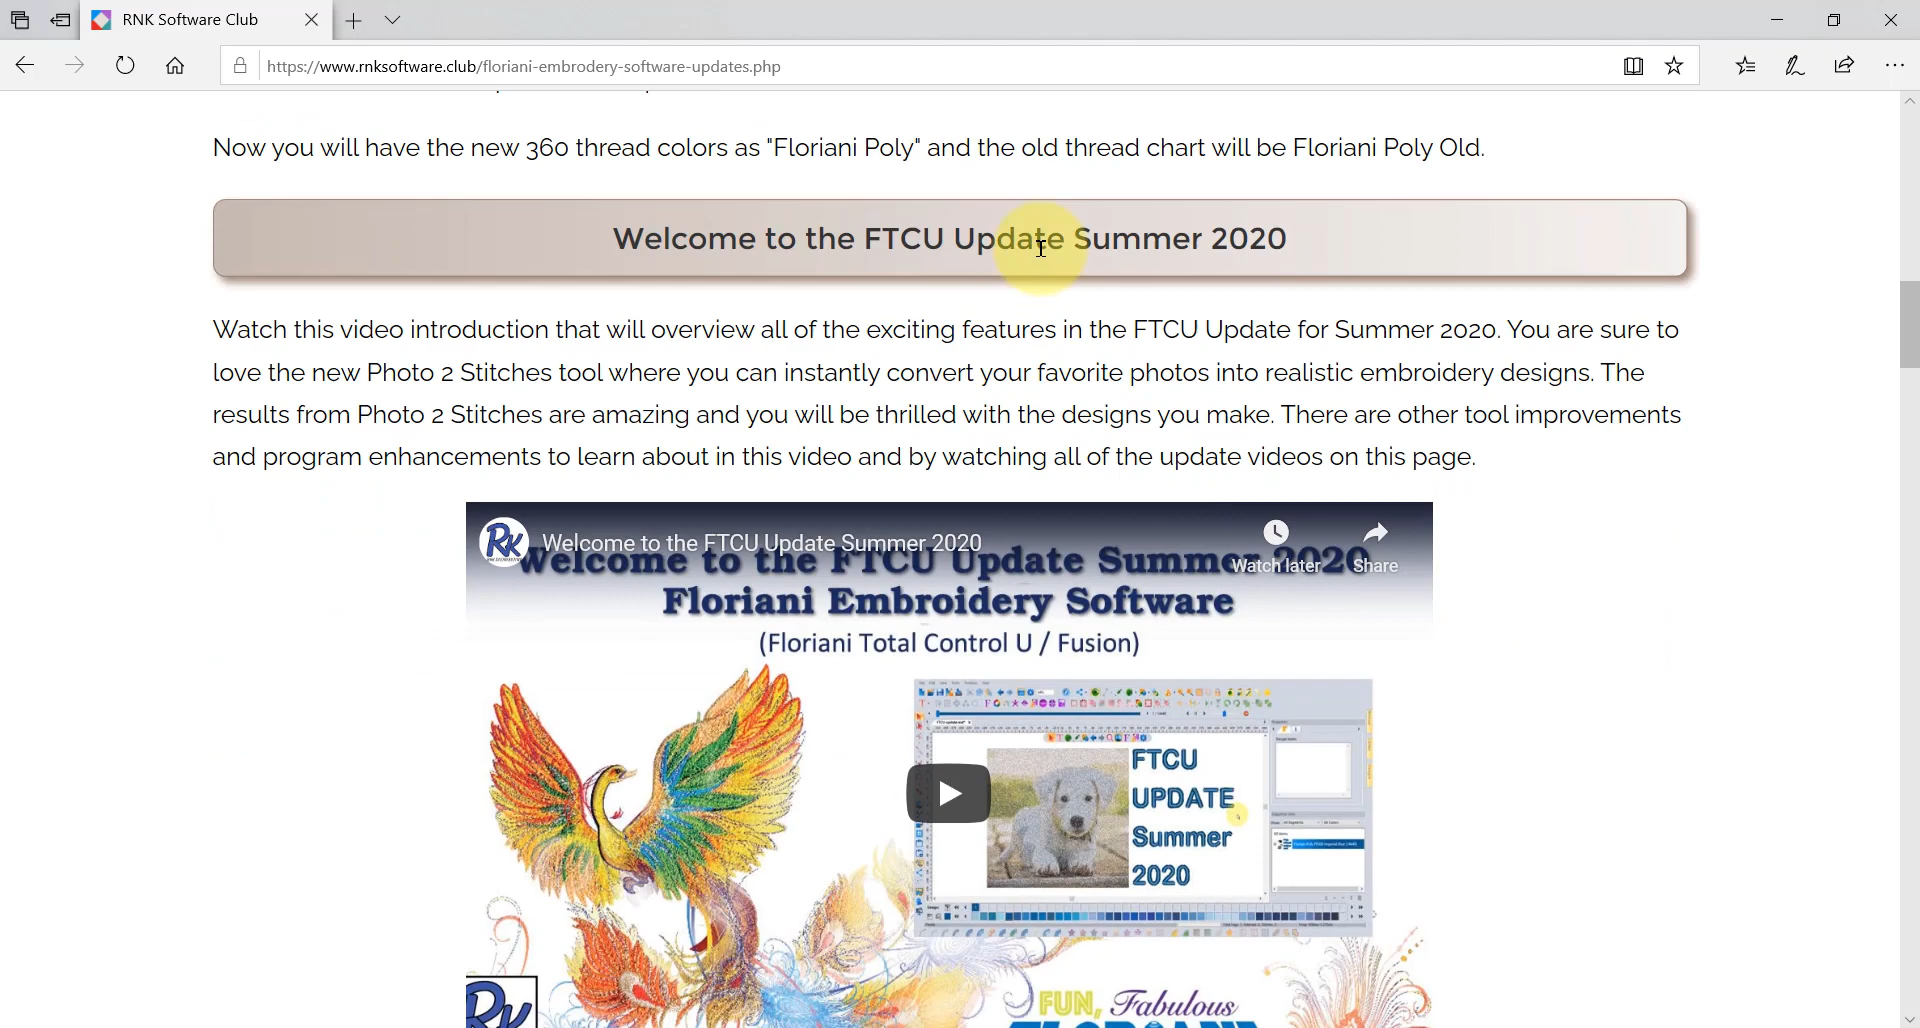 RNK Software Club
https://www.rnksoftware.club/floriani-embrodery-software-updates.php
Now you will have the new 360 thread colors as "Floriani Poly" and the old thread chart will be Floriani Poly Old.
Welcome to the FTCU Update Summer 2020
Watch this video introduction that will overview all of the exciting features in the FTCU Update for Summer 2020. You are sure to
love the new Photo 2 Stitches tool where you can instantly convert your favorite photos into realistic embroidery designs. The
results from Photo 2 Stitches are amazing and you will be thrilled with the designs you make. There are other tool improvements
and program enhancements to learn about in this video and by watching all of the update videos on this page.
RK
Welcome to the FTCU Update Summer 2020
Watch later
Share
Welcome to the FTCU Update Summer 2020
Floriani Embroidery Software
(Floriani Total Control U / Fusion)
FTCU
UPDATE
Summer
2020
RK
FUN, Fabulous
FLORIANI